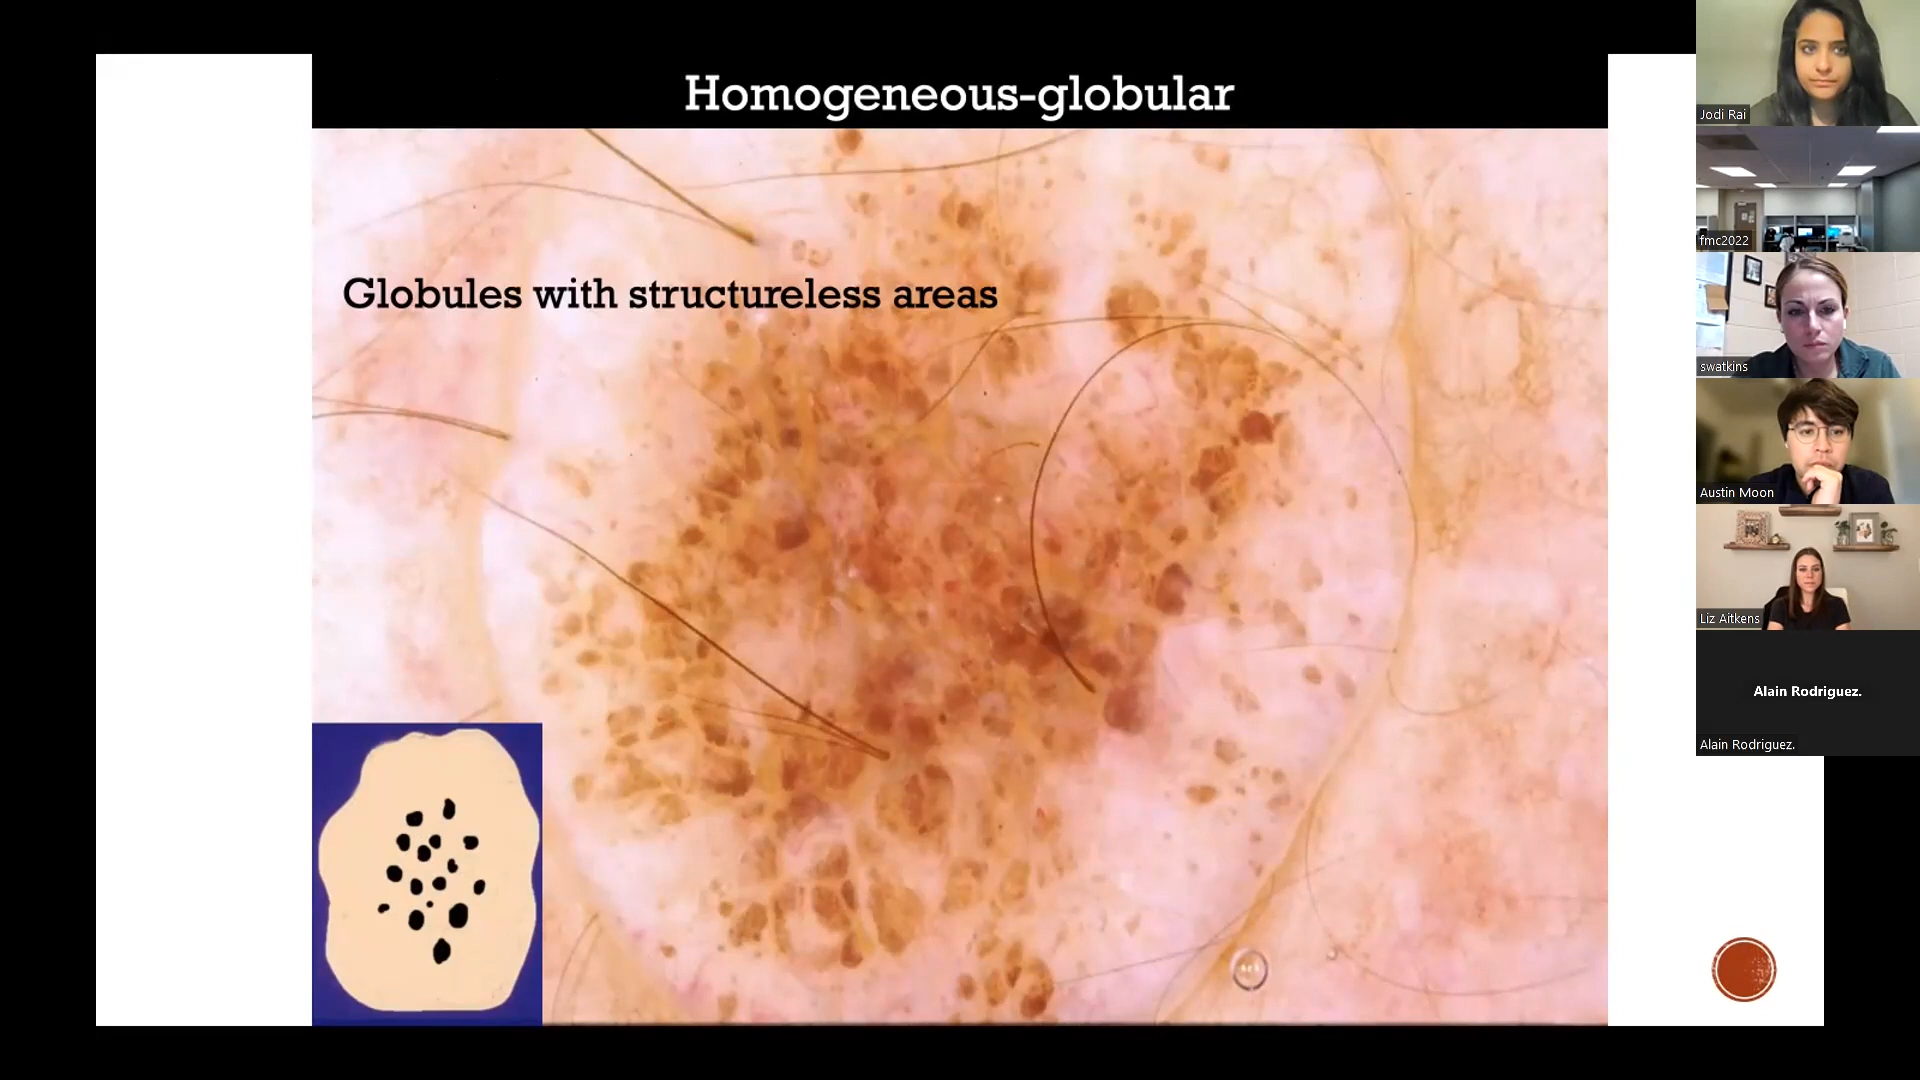 Homogeneous-globular
Globules with structureless areas
Jodi Rai
fmc2022
swatkins
Austin Moon
Liz Aitkens
Alain Rodriguez.
Alain Rodriguez.